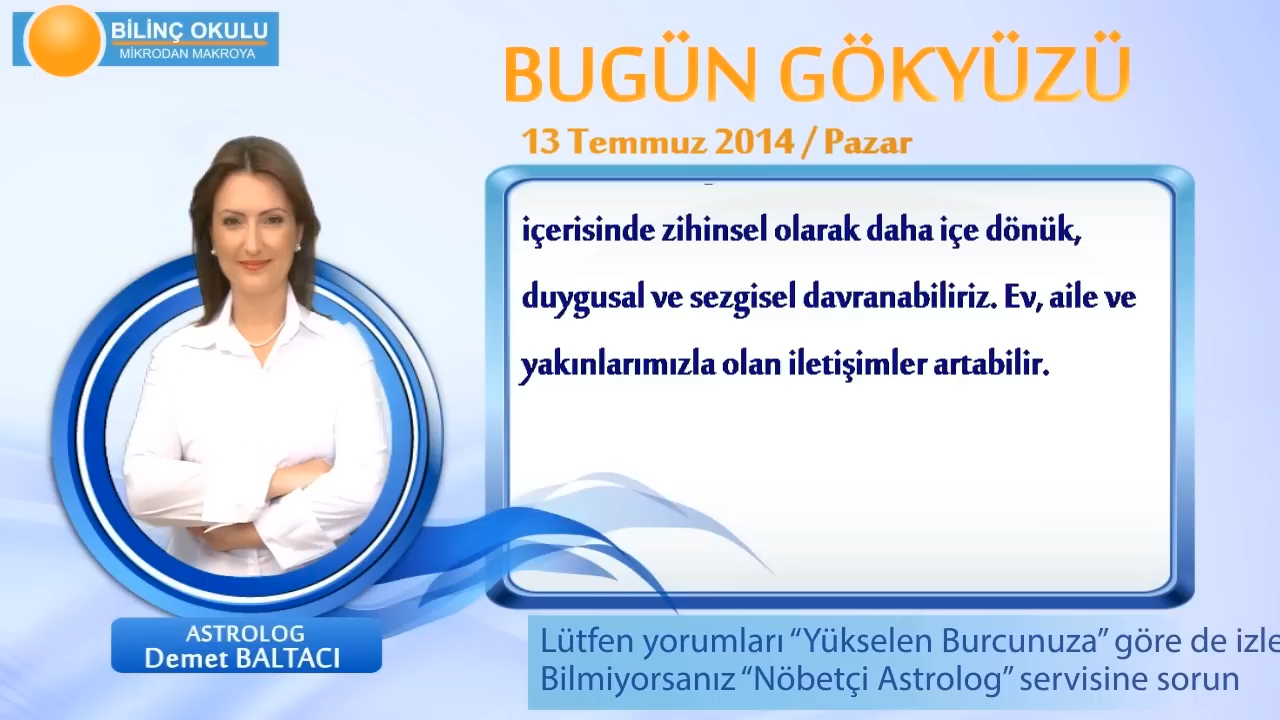 BİLİNÇ OKULU
MİKRODAN MAKROYA
BUGÜN GÖKYÜZÜ
13 Temmuz 2014 / Pazar
içerisinde zihinsel olarak daha içe dönük,
duygusal ve sezgisel davranabiliriz. Ev, aile ve
yakınlarımızla olan iletişimler artabilir.
ASTROLOG
Demet BALTACI
Lütfen yorumları “Yükselen Burcunuza” göre de izle
Bilmiyorsanız “Nöbetçi Astrolog” servisine sorun